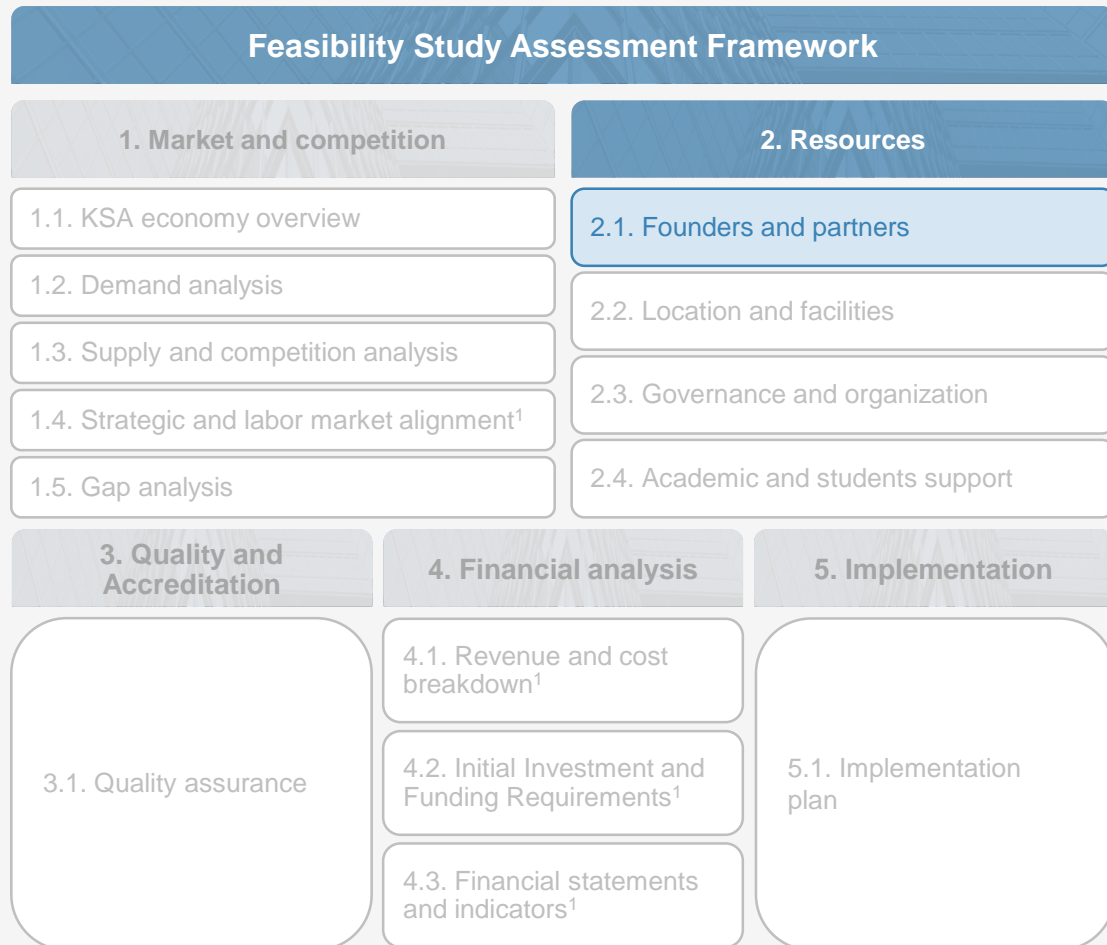 Feasibility Study Assessment Framework
1. Market and competition
1.1. KSA economy overview
1.2. Demand analysis
1.3. Supply and competition analysis
1.4. Strategic and labor market alignment¹
1.5. Gap analysis
2. Resources
2.1. Founders and partners
2.2. Location and facilities
2.3. Governance and organization
2.4. Academic and students support
3. Quality and
Accreditation
3.1. Quality assurance
4. Financial analysis
4.1. Revenue and cost
breakdown¹
4.2. Initial Investment and
Funding Requirements¹
4.3. Financial statements
and indicators¹
5. Implementation
5.1. Implementation
plan